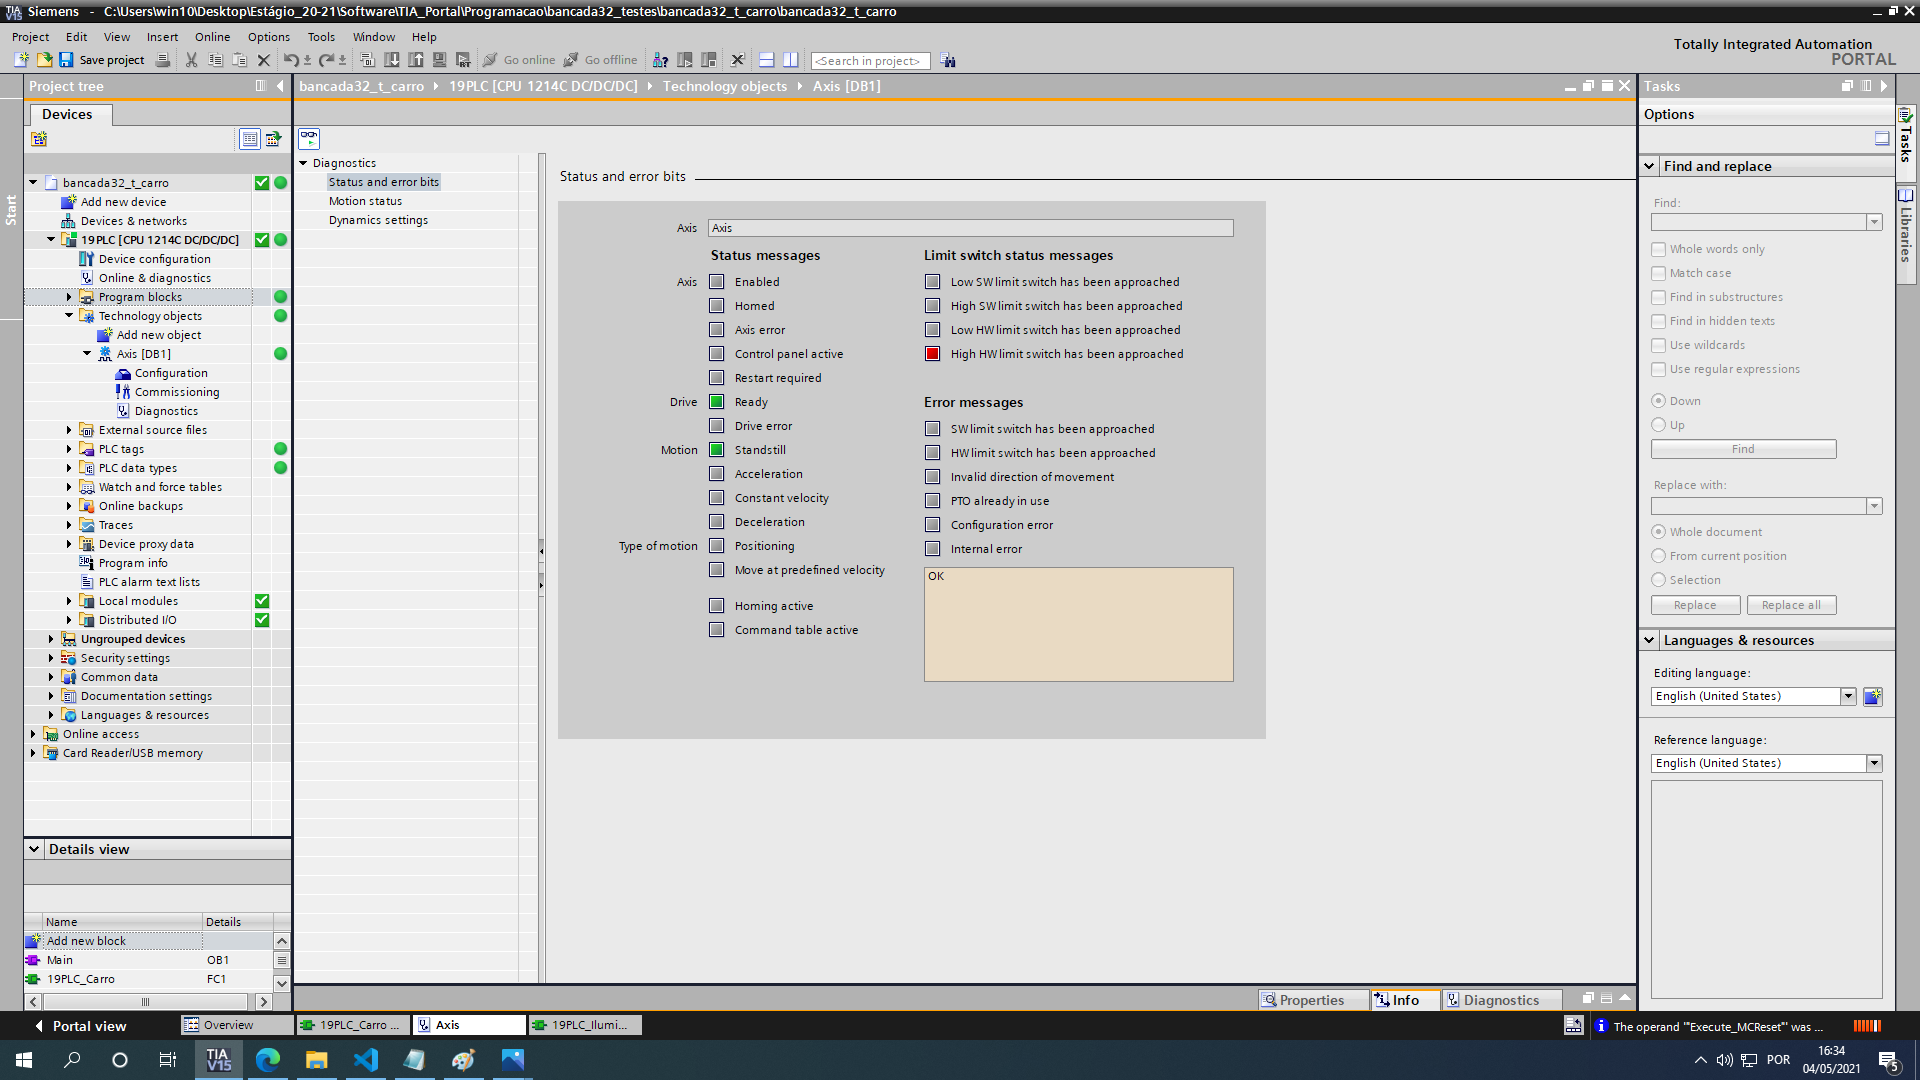 Siemens - C:\Users\win10\Desktop\Estágio_20-21\Software\TIA_Portal\Programacao\bancada32_testes\bancada32_t_carro\bancada32_t_carro
Project Edit View Insert Online Options Tools Window Help
Totally Integrated Automation
PORTAL
Save project
Go online
Go offline
<Search in project>
Project tree
bancada32_t_carro
19PLC [CPU 1214C DC/DC/DC]
Technology objects
Axis [DB1]
Tasks
Devices
Options
Start
bancada32_t_carro
Add new device
Devices & networks
19PLC [CPU 1214C DC/DC/DC]
Device configuration
Online & diagnostics
Program blocks
Technology objects
Add new object
Axis [DB1]
Configuration
Commissioning
Diagnostics
External source files
PLC tags
PLC data types
Watch and force tables
Online backups
Traces
Device proxy data
Program info
PLC alarm text lists
Local modules
Distributed I/O
Ungrouped devices
Security settings
Common data
Documentation settings
Languages & resources
Online access
Card Reader/USB memory
Details view
Name Details
Add new block
Main OB1
19PLC_Carro FC1
Diagnostics
Status and error bits
Motion status
Dynamics settings
Status and error bits
Axis Axis
Status messages
Axis Enabled
Homed
Axis error
Control panel active
Restart required
Drive Ready
Drive error
Motion Standstill
Acceleration
Constant velocity
Deceleration
Type of motion Positioning
Move at predefined velocity
Homing active
Command table active
Limit switch status messages
Low SW limit switch has been approached
High SW limit switch has been approached
Low HW limit switch has been approached
High HW limit switch has been approached
Error messages
SW limit switch has been approached
HW limit switch has been approached
Invalid direction of movement
PTO already in use
Configuration error
Internal error
OK
Find and replace
Find:
Whole words only
Match case
Find in substructures
Find in hidden texts
Use wildcards
Use regular expressions
Down
Up
Find
Replace with:
Whole document
From current position
Selection
Replace
Replace all
Languages & resources
Editing language:
English (United States)
Reference language:
English (United States)
Tasks
Libraries
Properties
Info
Diagnostics
Portal view
Overview
19PLC_Carro ...
Axis
19PLC_Ilumi...
The operand '"Execute_MCReset"' was ...
TIA
V15
POR
16:34
04/05/2021
5